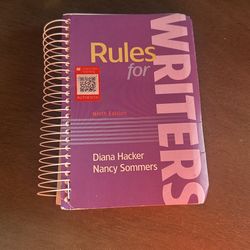 Rules
for
WRITERS
Ninth Edition
Diana Hacker
Nancy Sommers